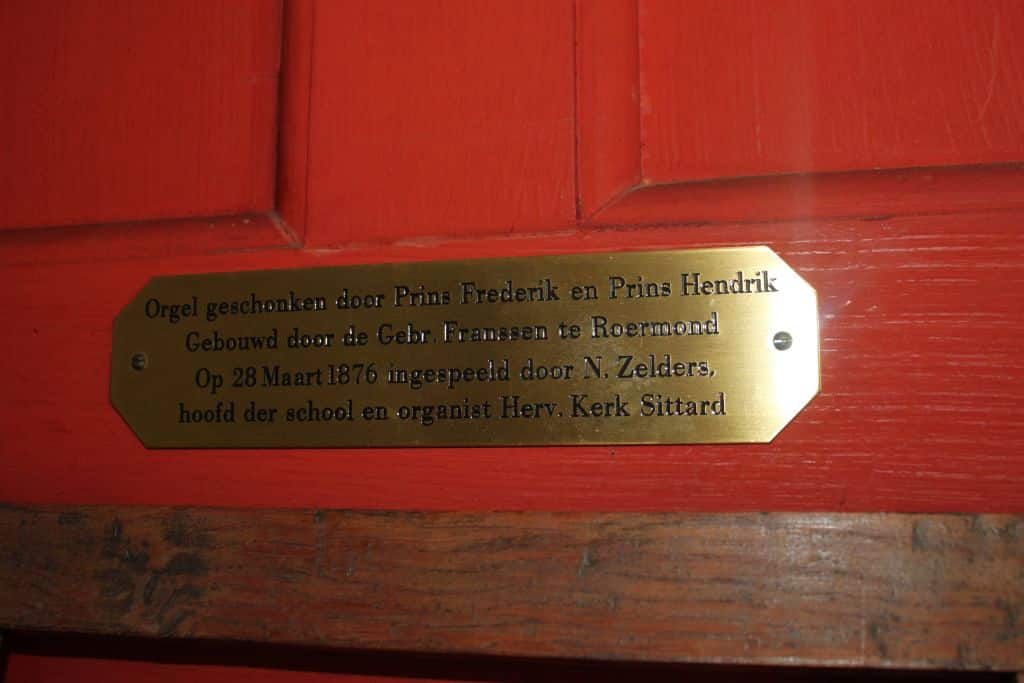 Orgel geschonken door Prins Frederik en Prins Hendrik
Gebouwd door de Gebr. Franssen te Roermond
Op 28 Maart 1876 ingespeeld door N. Zelders,
hoofd der school en organist Herv. Kerk Sittard